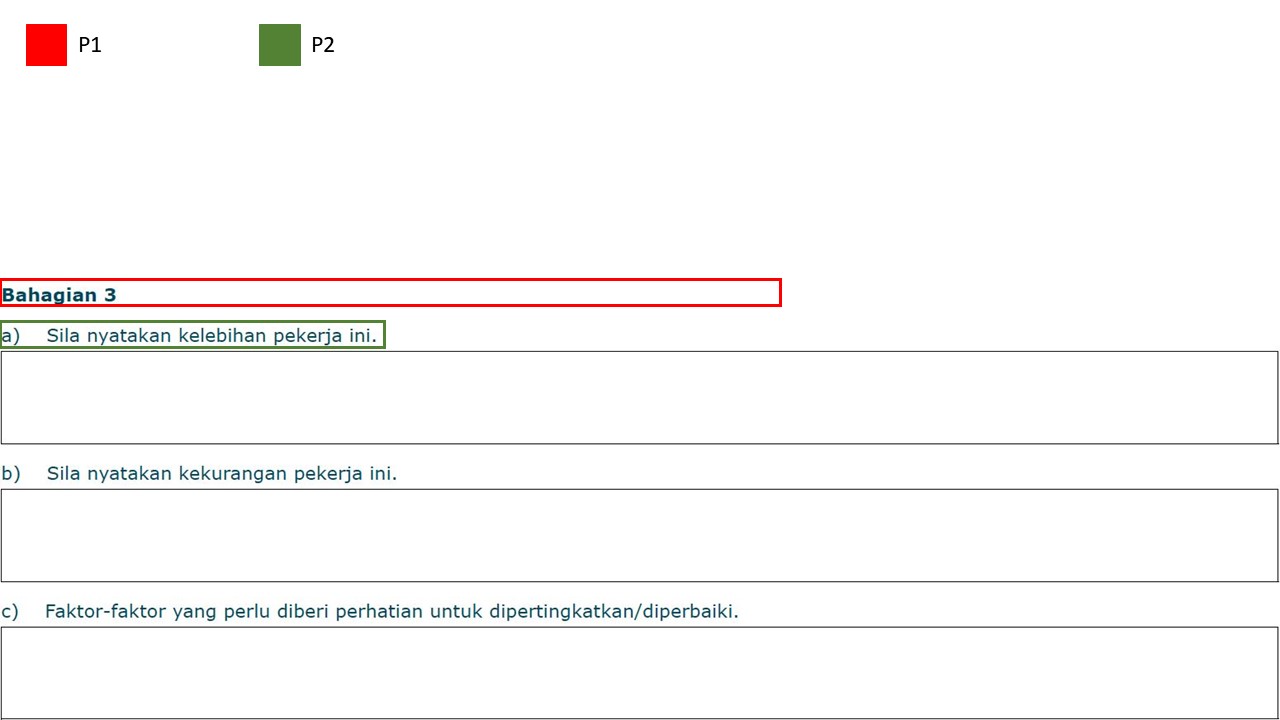 P1 P2
Bahagian 3
a) Sila nyatakan kelebihan pekerja ini.
b) Sila nyatakan kekurangan pekerja ini.
c) Faktor-faktor yang perlu diberi perhatian untuk dipertingkatkan/diperbaiki.